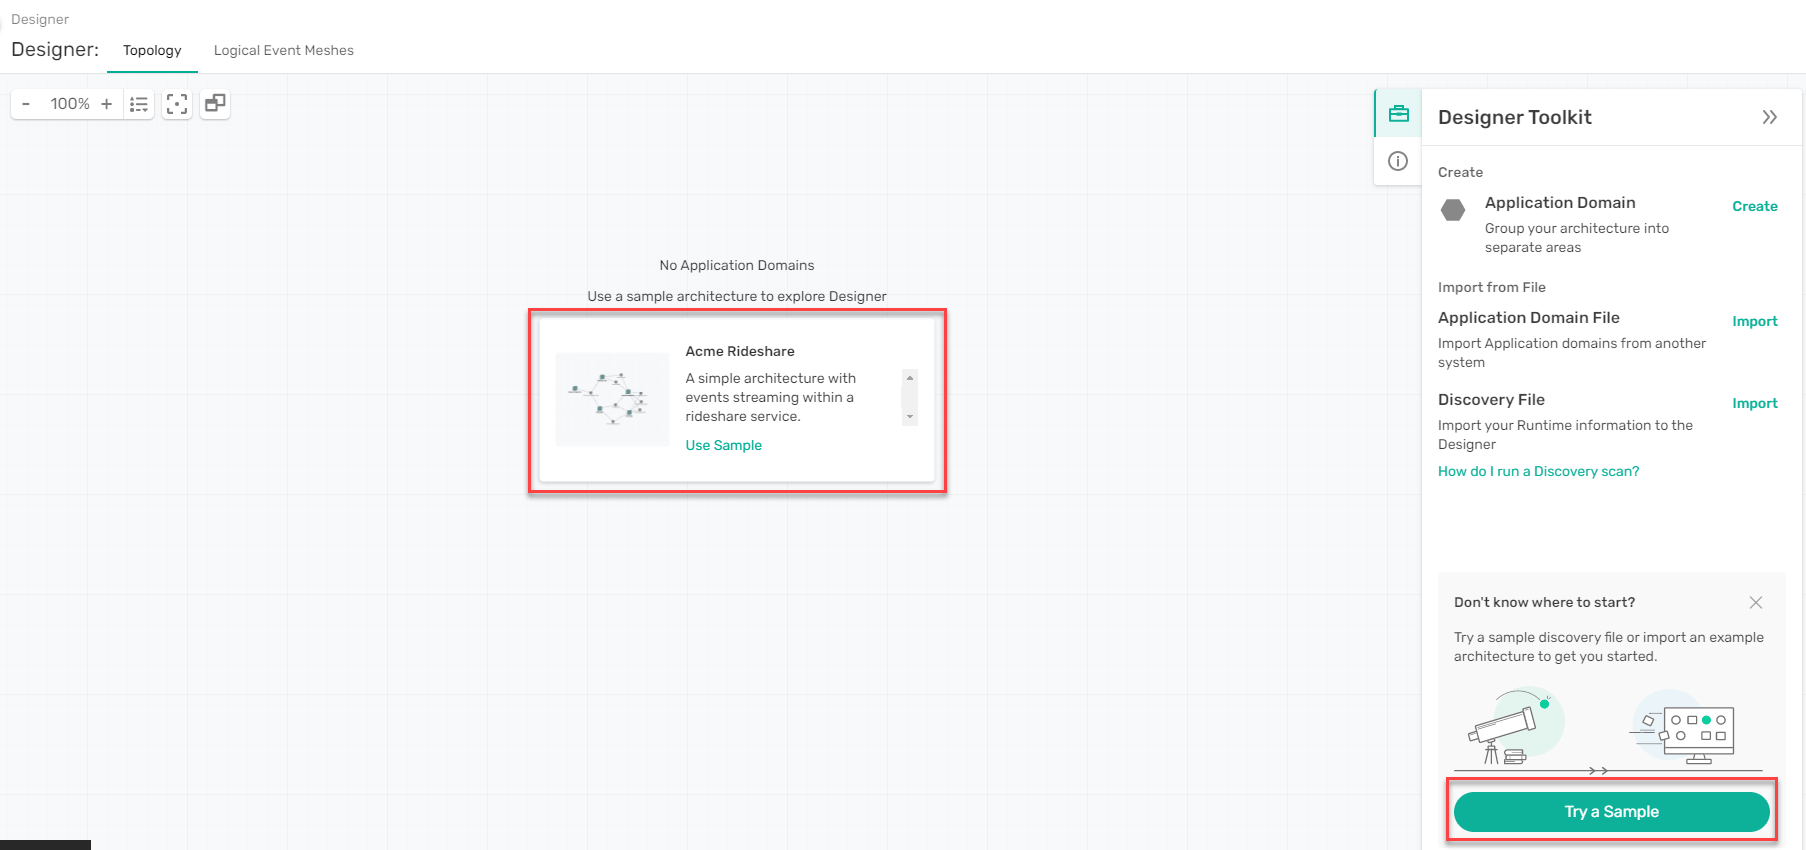 Designer
Designer: Topology Logical Event Meshes
- 100% +
Designer Toolkit
Create
Application Domain
Create
Group your architecture into
separate areas
No Application Domains
Use a sample architecture to explore Designer
Acme Rideshare
A simple architecture with
events streaming within a
rideshare service.
Use Sample
Import from File
Application Domain File
Import
Import Application domains from another
system
Discovery File
Import
Import your Runtime information to the
Designer
How do I run a Discovery scan?
Don't know where to start?
Try a sample discovery file or import an example
architecture to get you started.
Try a Sample